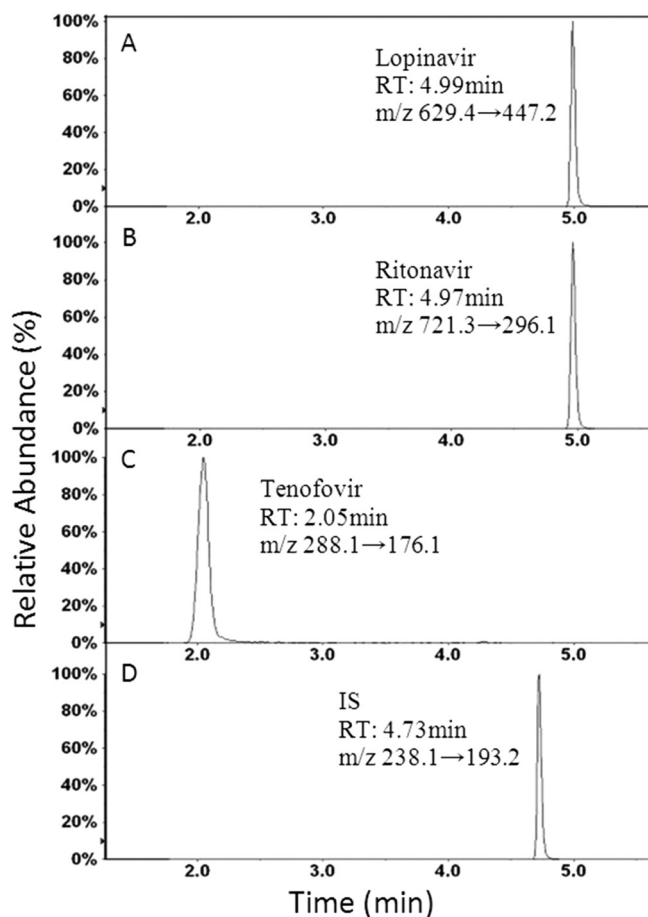 Relative Abundance (%)
A
100%
80%
60%
40%
20%
0%
Lopinavir
RT: 4.99min
m/z 629.4→447.2
2.0 3.0 4.0 5.0
B
100%
80%
60%
40%
20%
0%
Ritonavir
RT: 4.97min
m/z 721.3→296.1
2.0 3.0 4.0 5.0
C
100%
80%
60%
40%
20%
0%
Tenofovir
RT: 2.05min
m/z 288.1→176.1
2.0 3.0 4.0 5.0
D
100%
80%
60%
40%
20%
0%
IS
RT: 4.73min
m/z 238.1→193.2
2.0 3.0 4.0 5.0
Time (min)